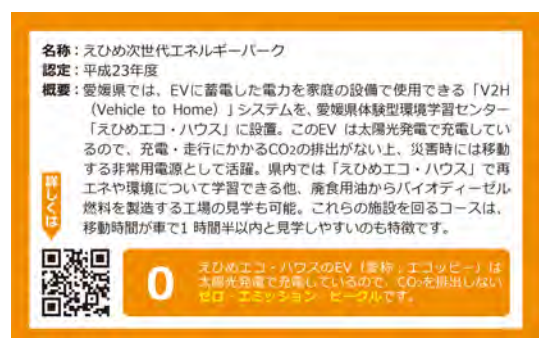 名称：えひめ次世代エネルギーパーク
認定：平成23年度
概要：愛媛県では、EVに蓄電した電力を家庭の設備で使用できる「V2H
（Vehicle to Home）」システムを、愛媛県体験型環境学習センター
「えひめエコ・ハウス」に設置。このEV は太陽光発電で充電してい
るので、充電・走行にかかるCO2の排出がない上、災害時には移動
する非常用電源として活躍。県内では「えひめエコ・ハウス」で再
エネや環境について学習できる他、廃食用油からバイオディーゼル
燃料を製造する工場の見学も可能。これらの施設を回るコースは、
移動時間が車で1 時間半以内と見学しやすいのも特徴です。
詳しくは
0
えひめエコ・ハウスのEV（愛称：エコッピー）は
太陽光発電で充電しているので、CO2を排出しない
ゼロ・エミッション　ビークルです。